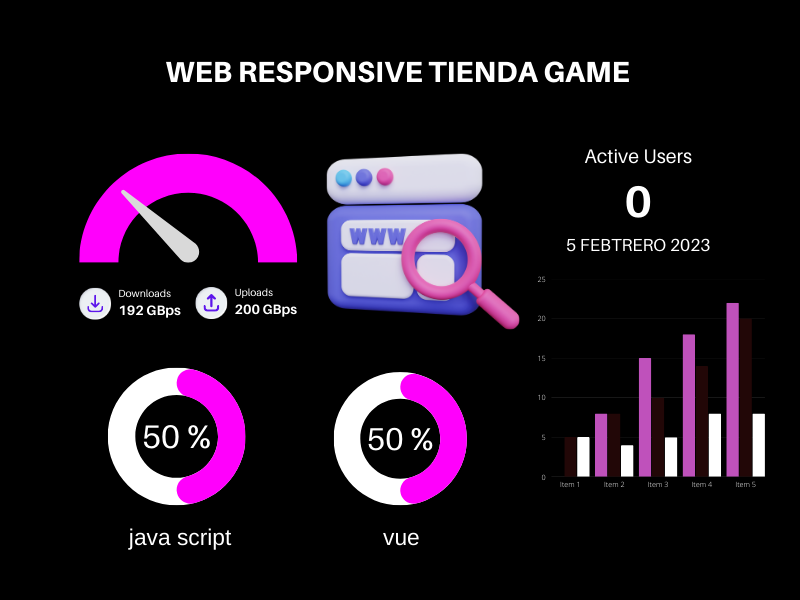 WEB RESPONSIVE TIENDA GAME
Downloads
192 GBps
Uploads
200 GBps
WWW
Active Users
0
5 FEBTRERO 2023
25
20
15
10
5
0
Item 1 Item 2 Item 3 Item 4 Item 5
50 %
java script
50 %
vue